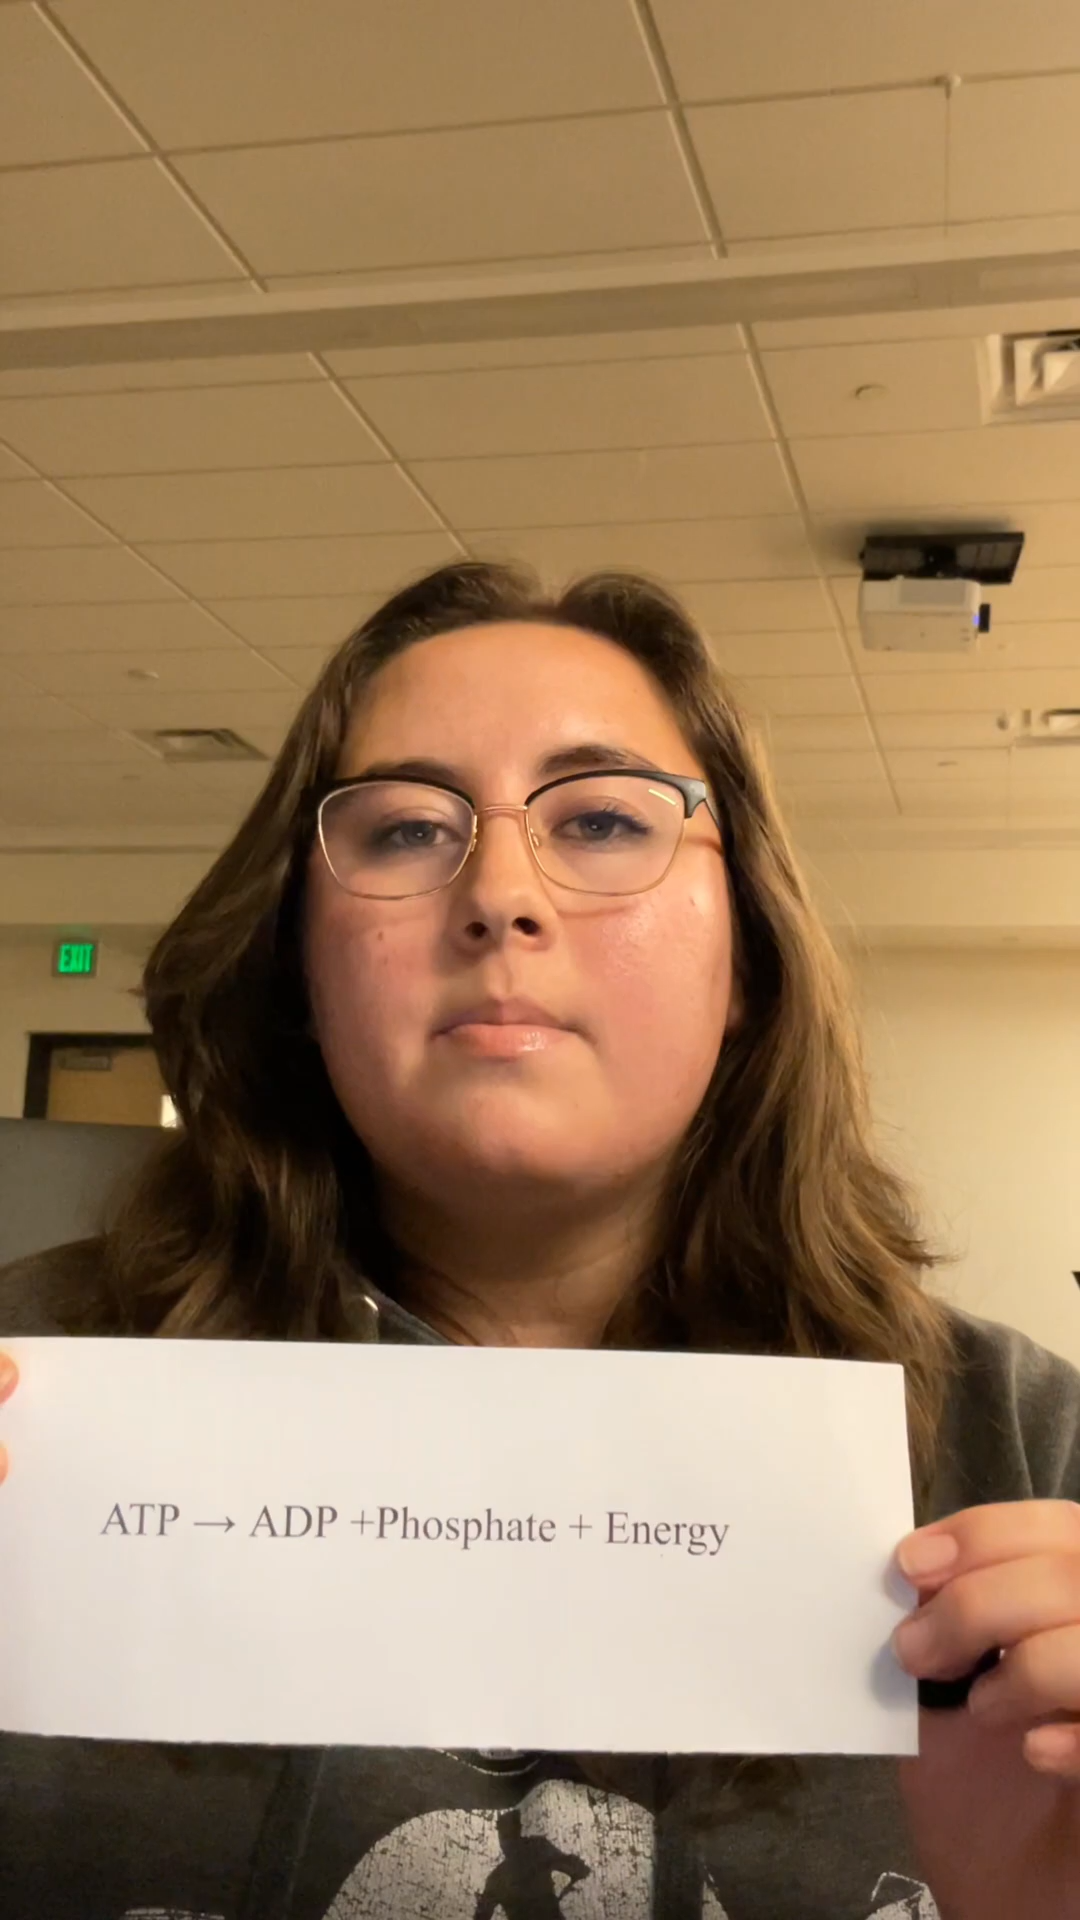 EXIT
ATP → ADP +Phosphate + Energy